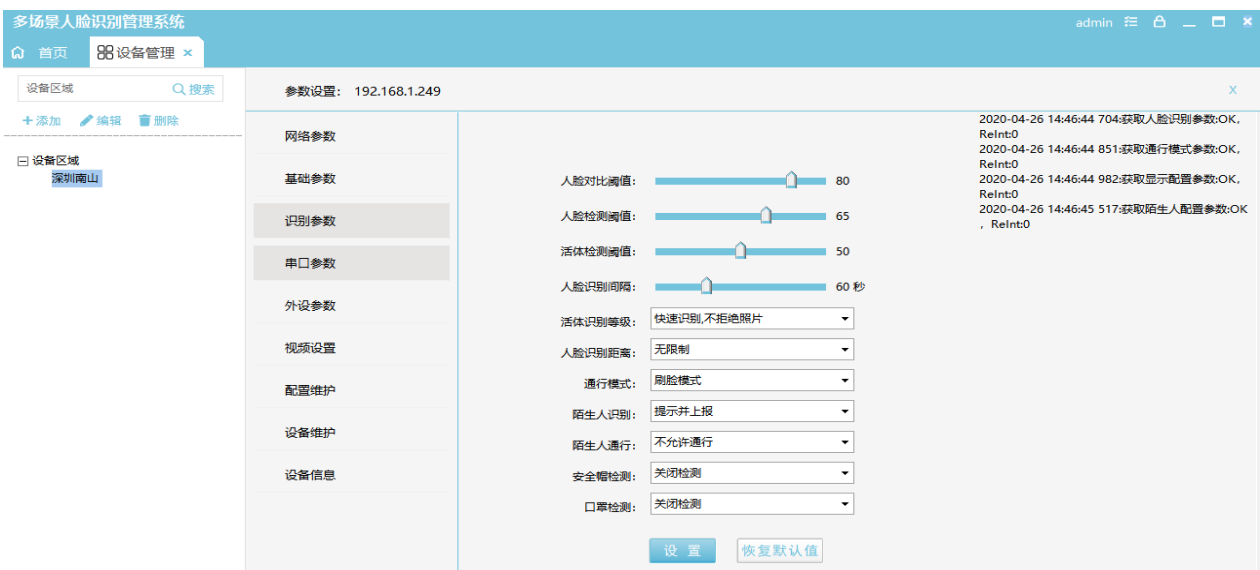 多场景人脸识别管理系统
admin
首页
设备管理 ×
设备区域
搜索
+添加 编辑 删除
设备区域
深圳南山
参数设置： 192.168.1.249
X
网络参数
基础参数
识别参数
串口参数
外设参数
视频设置
配置维护
设备维护
设备信息
人脸对比阈值： 80
人脸检测阈值： 65
活体检测阈值： 50
人脸识别间隔： 60 秒
活体识别等级： 快速识别,不拒绝照片
人脸识别距离： 无限制
通行模式： 刷脸模式
陌生人识别： 提示并上报
陌生人通行： 不允许通行
安全帽检测： 关闭检测
口罩检测： 关闭检测
设 置
恢复默认值
2020-04-26 14:46:44 704:获取人脸识别参数:OK,
ReInt:0
2020-04-26 14:46:44 851:获取通行模式参数:OK,
ReInt:0
2020-04-26 14:46:44 982:获取显示配置参数:OK,
ReInt:0
2020-04-26 14:46:45 517:获取陌生人配置参数:OK
, ReInt:0